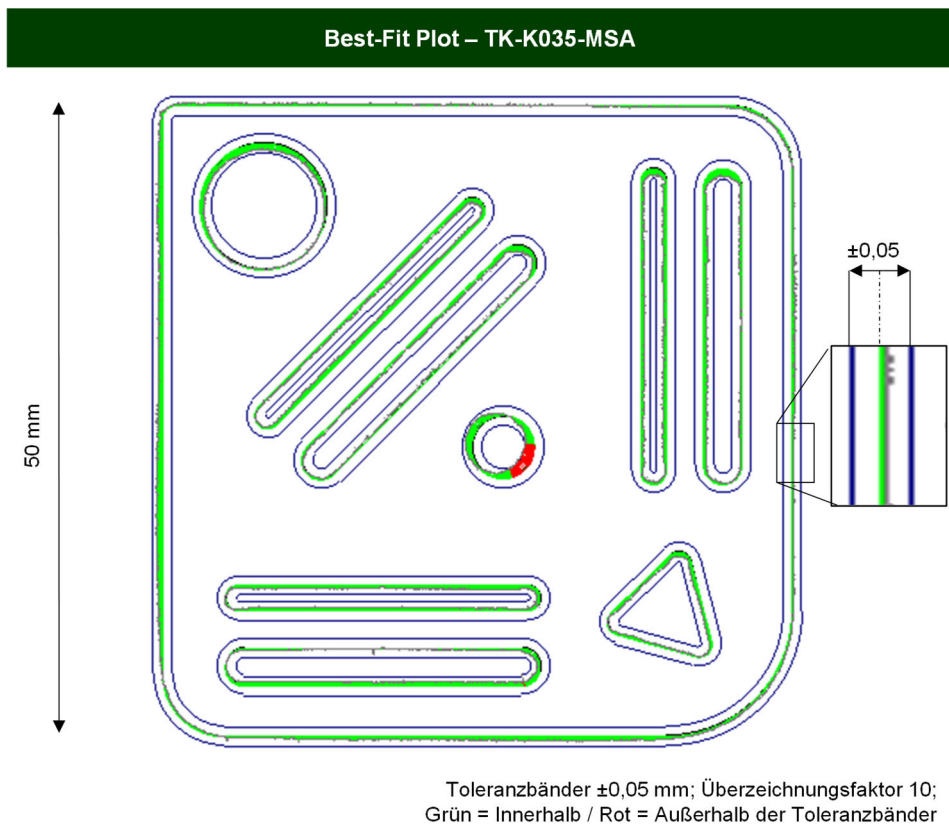 Best-Fit Plot – TK-K035-MSA
±0,05
50 mm
Toleranzbänder ±0,05 mm; Überzeichnungsfaktor 10;
Grün = Innerhalb / Rot = Außerhalb der Toleranzbänder